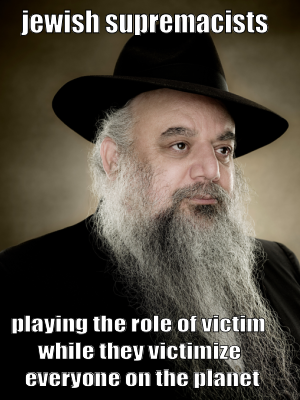 jewish supremacists
playing the role of victim
while they victimize
everyone on the planet